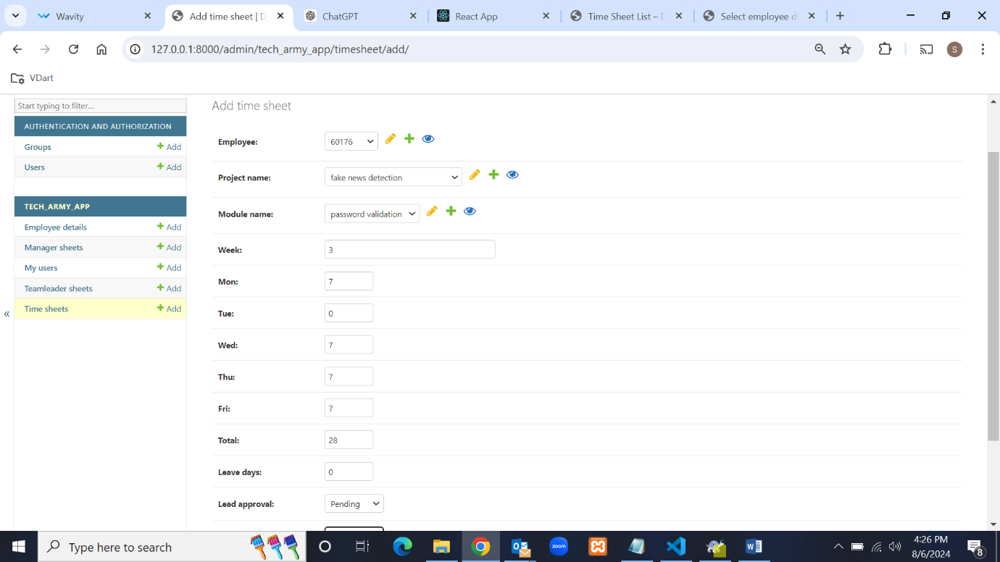 Wavity
Add time sheet | D
ChatGPT
React App
Time Sheet List – D
Select employee d
127.0.0.1:8000/admin/tech_army_app/timesheet/add/
S
VDart
Start typing to filter...
Add time sheet
AUTHENTICATION AND AUTHORIZATION
Groups + Add
Users + Add
TECH_ARMY_APP
Employee details + Add
Manager sheets + Add
My users + Add
Teamleader sheets + Add
Time sheets + Add
«
Employee: 60176
Project name: fake news detection
Module name: password validation
Week: 3
Mon: 7
Tue: 0
Wed: 7
Thu: 7
Fri: 7
Total: 28
Leave days: 0
Lead approval: Pending
Type here to search
zoom
4:26 PM
8/6/2024
8